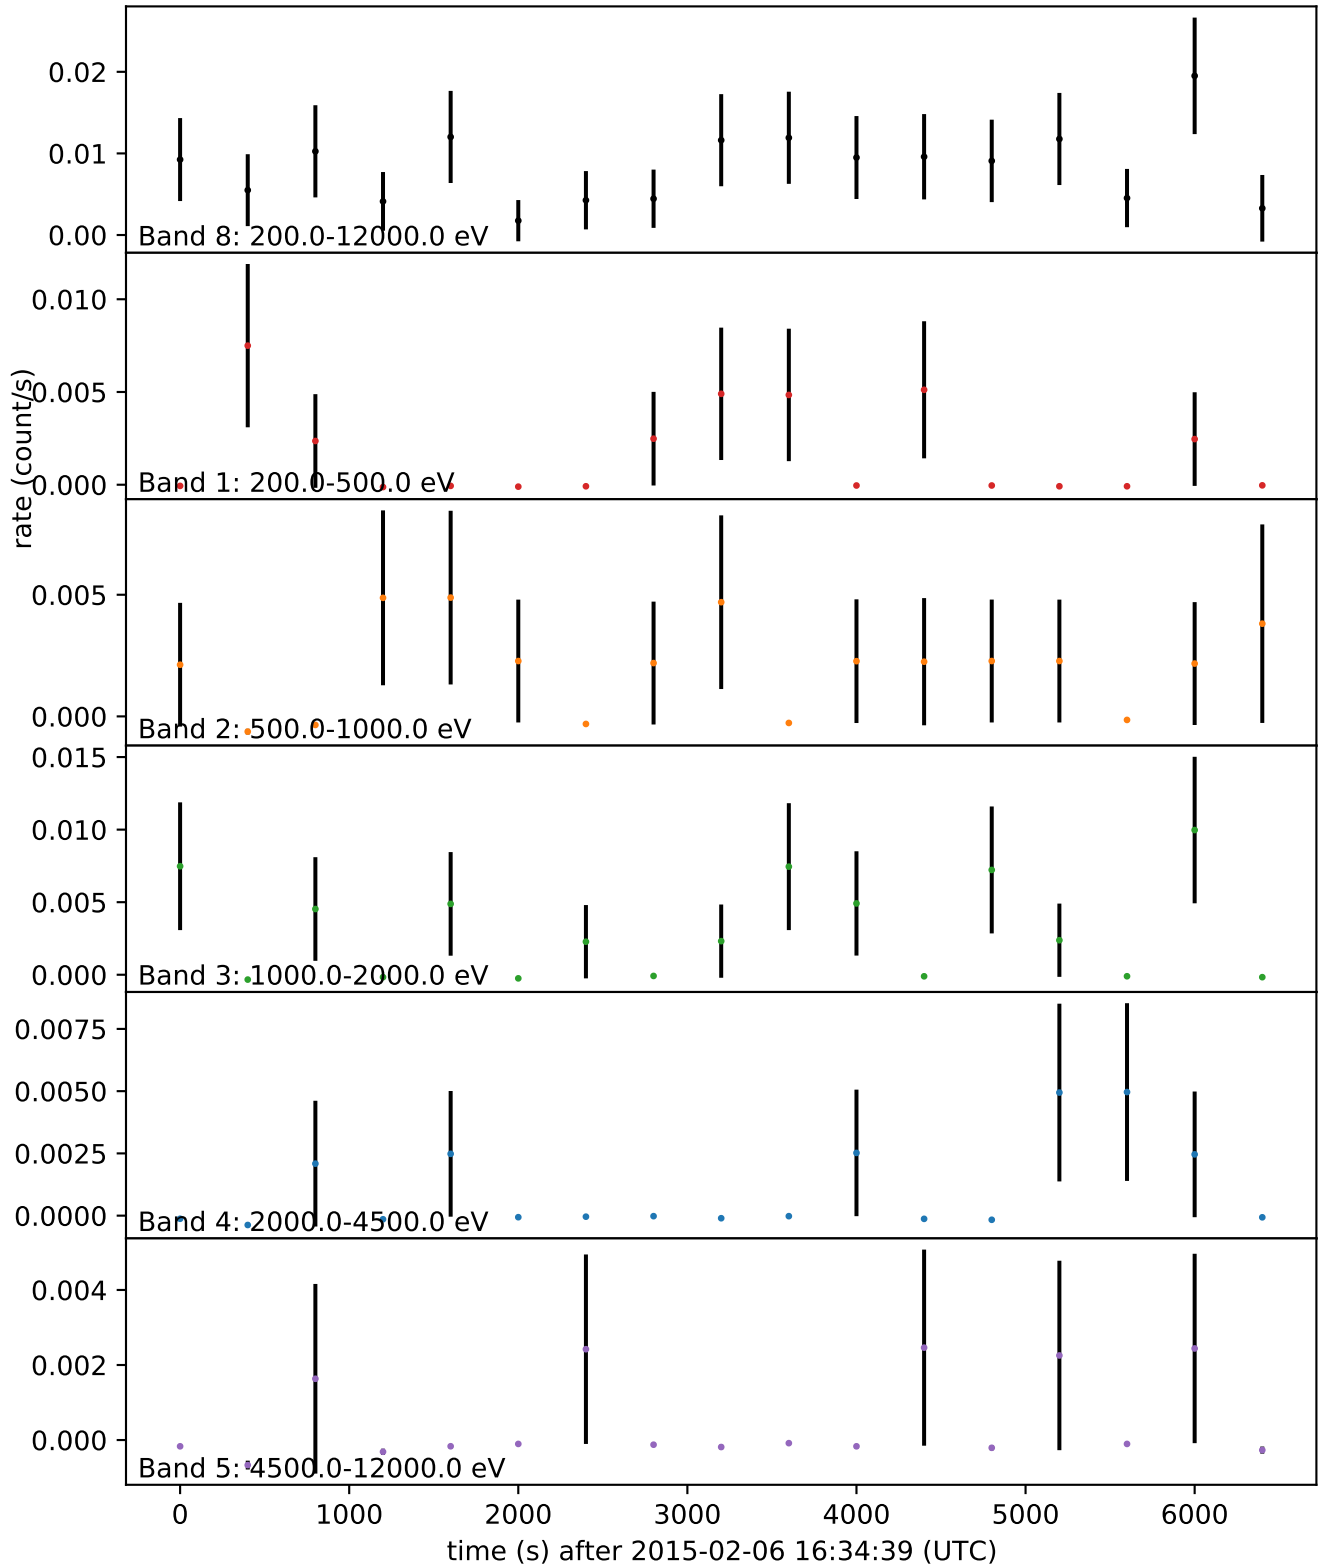 0.02
0.01
0.00
Band 8: 200.0-12000.0 eV
0.010
0.005
0.000
Band 1: 200.0-500.0 eV
rate (count/s)
0.005
0.000
Band 2: 500.0-1000.0 eV
0.015
0.010
0.005
0.000
Band 3: 1000.0-2000.0 eV
0.0075
0.0050
0.0025
0.0000
Band 4: 2000.0-4500.0 eV
0.004
0.002
0.000
Band 5: 4500.0-12000.0 eV
0 1000 2000 3000 4000 5000 6000
time (s) after 2015-02-06 16:34:39 (UTC)